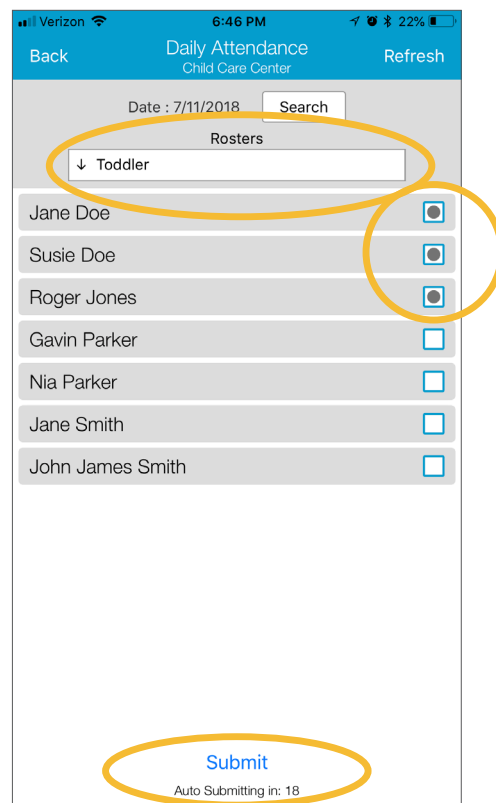 Verizon 6:46 PM 22%
Back Daily Attendance Refresh
Child Care Center
Date : 7/11/2018 Search
Rosters
↓ Toddler
Jane Doe
Susie Doe
Roger Jones
Gavin Parker
Nia Parker
Jane Smith
John James Smith
Submit
Auto Submitting in: 18